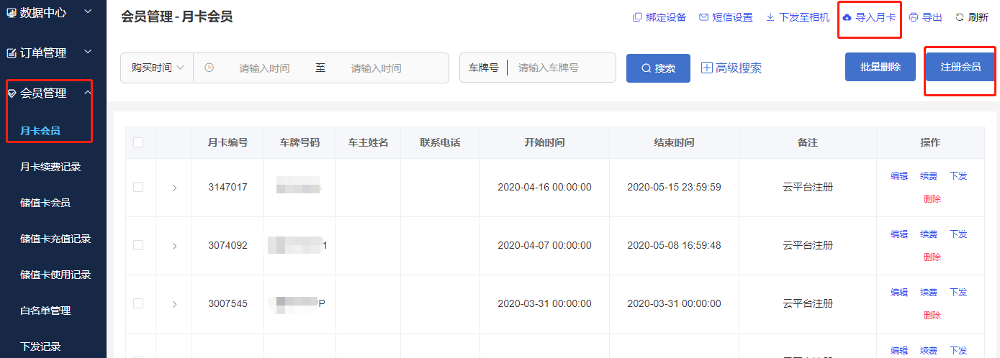 数据中心
订单管理
会员管理
月卡会员
月卡续费记录
储值卡会员
储值卡充值记录
储值卡使用记录
白名单管理
下发记录
会员管理 - 月卡会员
绑定设备 短信设置 下发至相机 导入月卡 导出 刷新
购买时间 请输入时间 至 请输入时间 车牌号 请输入车牌号 搜索 高级搜索 批量删除 注册会员
月卡编号 车牌号码 车主姓名 联系电话 开始时间 结束时间 备注 操作
3147017 2020-04-16 00:00:00 2020-05-15 23:59:59 云平台注册 编辑 续费 下发
删除
3074092 1 2020-04-07 00:00:00 2020-05-08 16:59:48 云平台注册 编辑 续费 下发
删除
3007545 P 2020-03-31 00:00:00 2020-03-31 00:00:00 云平台注册 编辑 续费 下发
删除
编辑 续费 下发